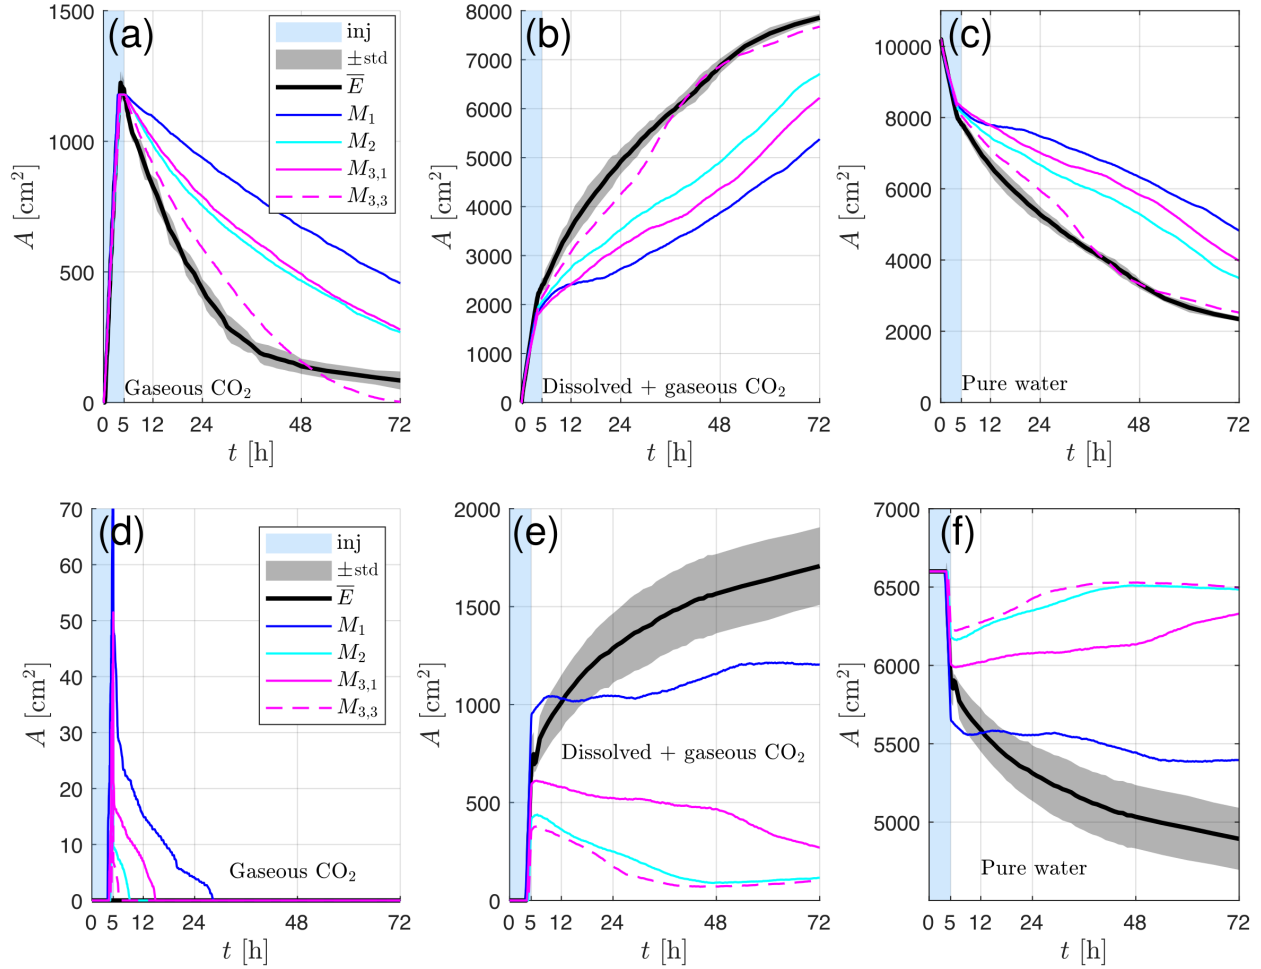 (a)
1500
1000
500
0
A [cm²]
inj
±std
E̅
M₁
M₂
M₃,₁
M₃,₃
Gaseous CO₂
0 5 12 24 48 72
t [h]
(b)
8000
7000
6000
5000
4000
3000
2000
1000
0
A [cm²]
Dissolved + gaseous CO₂
0 5 12 24 48 72
t [h]
(c)
10000
8000
6000
4000
2000
0
A [cm²]
Pure water
0 5 12 24 48 72
t [h]
(d)
70
60
50
40
30
20
10
0
A [cm²]
inj
±std
E̅
M₁
M₂
M₃,₁
M₃,₃
Gaseous CO₂
0 5 12 24 48 72
t [h]
(e)
2000
1500
1000
500
0
A [cm²]
Dissolved + gaseous CO₂
0 5 12 24 48 72
t [h]
(f)
7000
6500
6000
5500
5000
A [cm²]
Pure water
0 5 12 24 48 72
t [h]